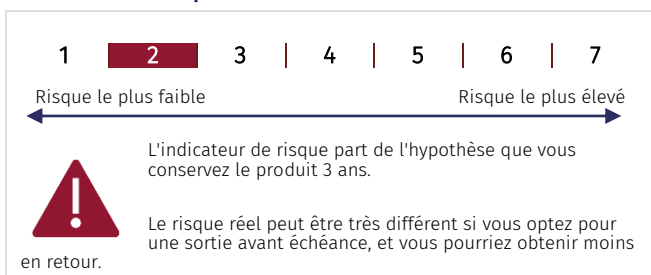 1 2 3 4 5 6 7
Risque le plus faible Risque le plus élevé
L'indicateur de risque part de l'hypothèse que vous
conservez le produit 3 ans.
Le risque réel peut être très différent si vous optez pour
une sortie avant échéance, et vous pourriez obtenir moins
en retour.